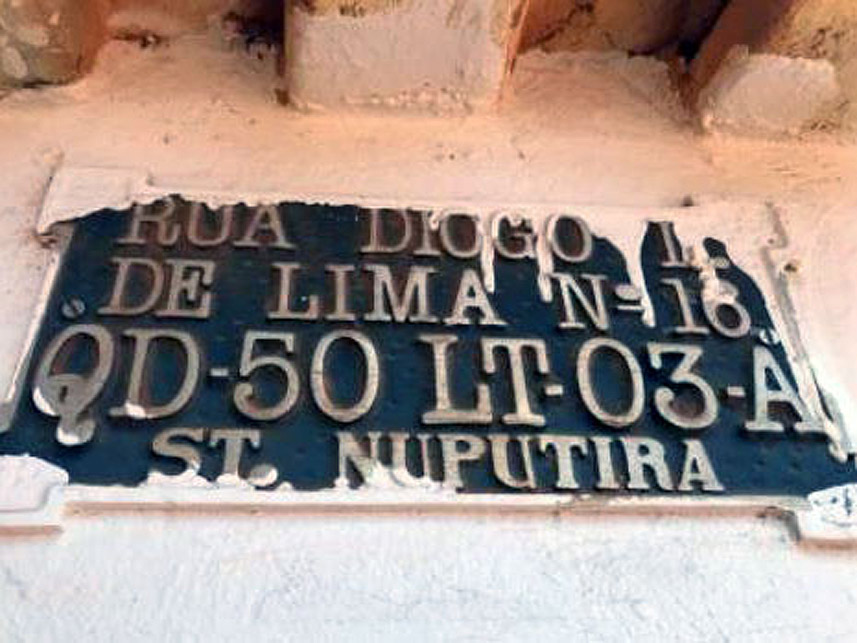 RUA DIOGO L.
DE LIMA Nº 16
QD-50 LT-03-A
ST. NUPUTIRA